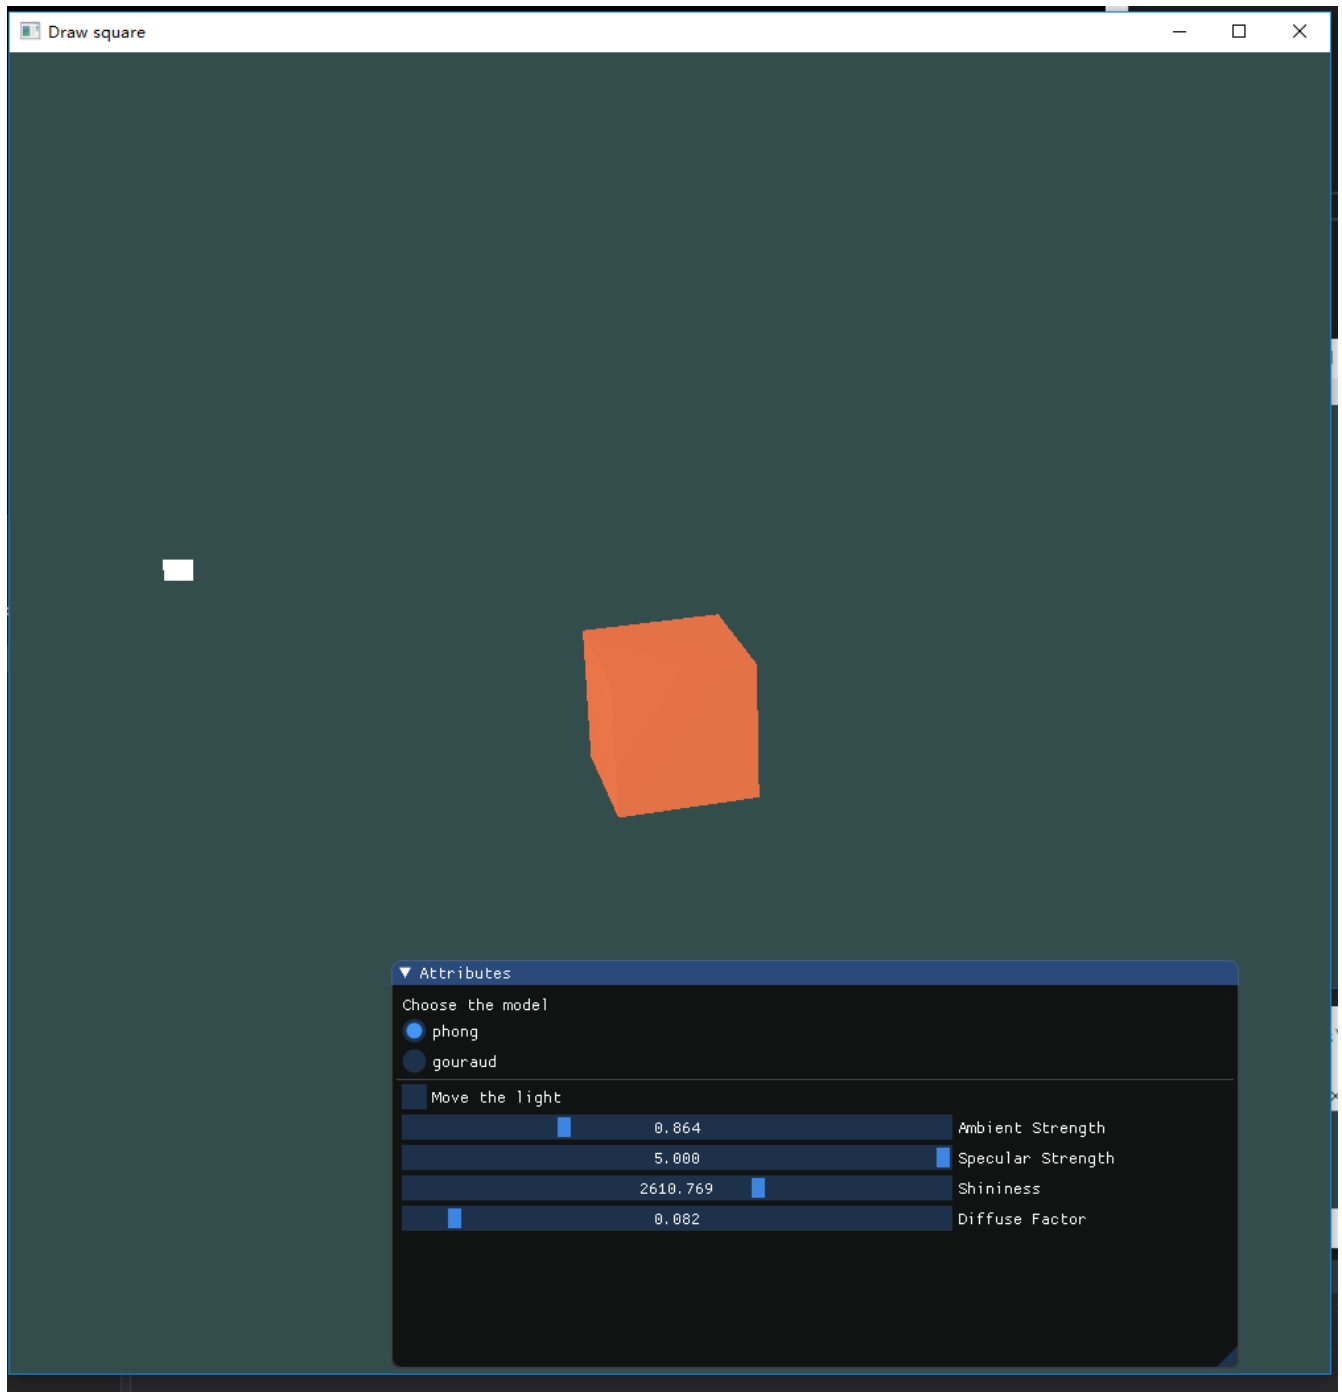 Draw square
Attributes
Choose the model
phong
gouraud
Move the light
0.864 Ambient Strength
5.000 Specular Strength
2610.769 Shininess
0.082 Diffuse Factor